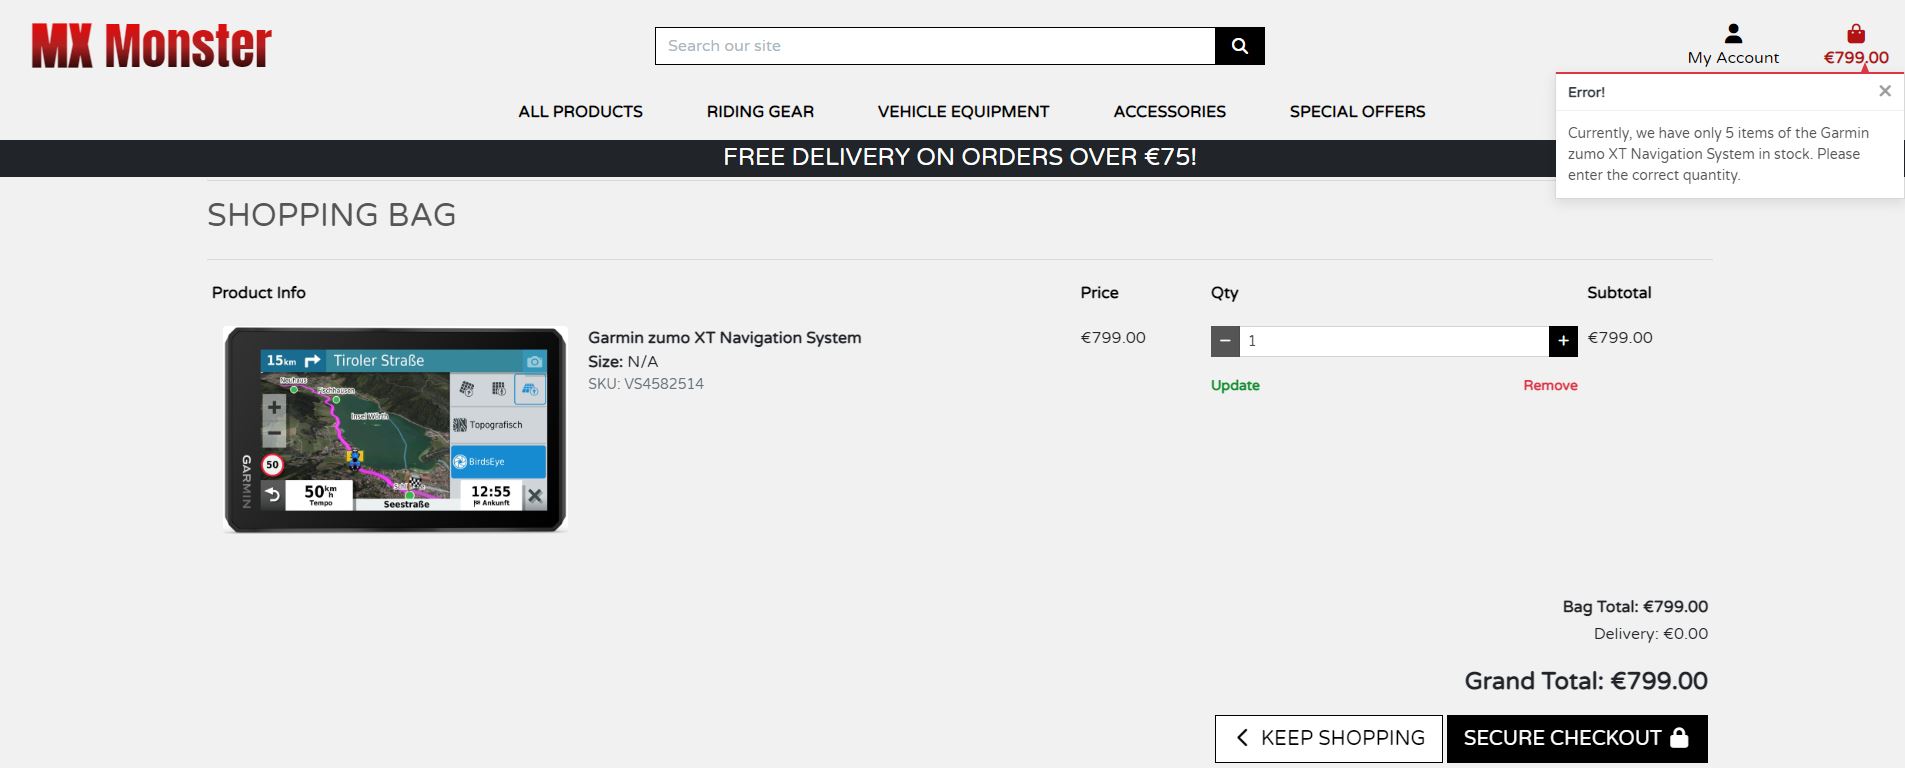 MX Monster
Search our site
My Account
€799.00
ALL PRODUCTS RIDING GEAR VEHICLE EQUIPMENT ACCESSORIES SPECIAL OFFERS
Error!
Currently, we have only 5 items of the Garmin
zumo XT Navigation System in stock. Please
enter the correct quantity.
FREE DELIVERY ON ORDERS OVER €75!
SHOPPING BAG
Product Info Price Qty Subtotal
Garmin zumo XT Navigation System
Size: N/A
SKU: VS4582514
€799.00
1
€799.00
Update Remove
15km Tiroler Straße
Neuhaus
Fischhausen
Insel Wörth
Topografisch
BirdsEye
GARMIN
50
50 km/h
Tempo
Seestraße
12:55
Ankunft
Bag Total: €799.00
Delivery: €0.00
Grand Total: €799.00
KEEP SHOPPING SECURE CHECKOUT